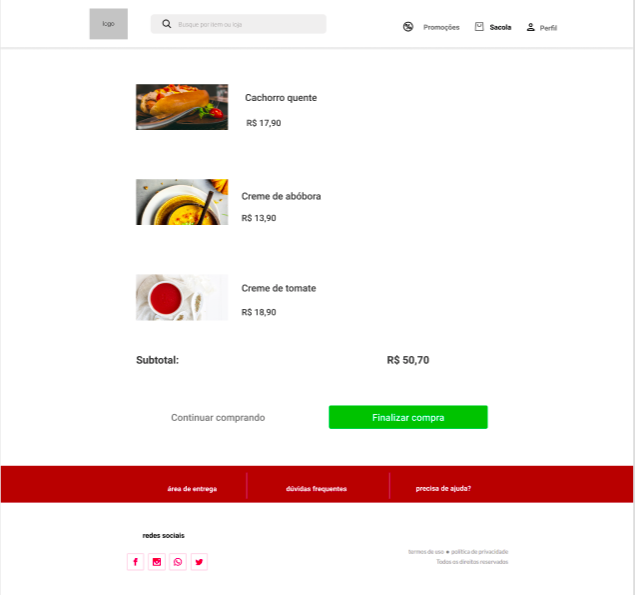 logo
Busque por item ou loja
Promoções
Sacola
Perfil
Cachorro quente
R$ 17,90
Creme de abóbora
R$ 13,90
Creme de tomate
R$ 18,90
Subtotal: R$ 50,70
Continuar comprando
Finalizar compra
área de entrega
dúvidas frequentes
precisa de ajuda?
redes sociais
termos de uso • política de privacidade
Todos os direitos reservados